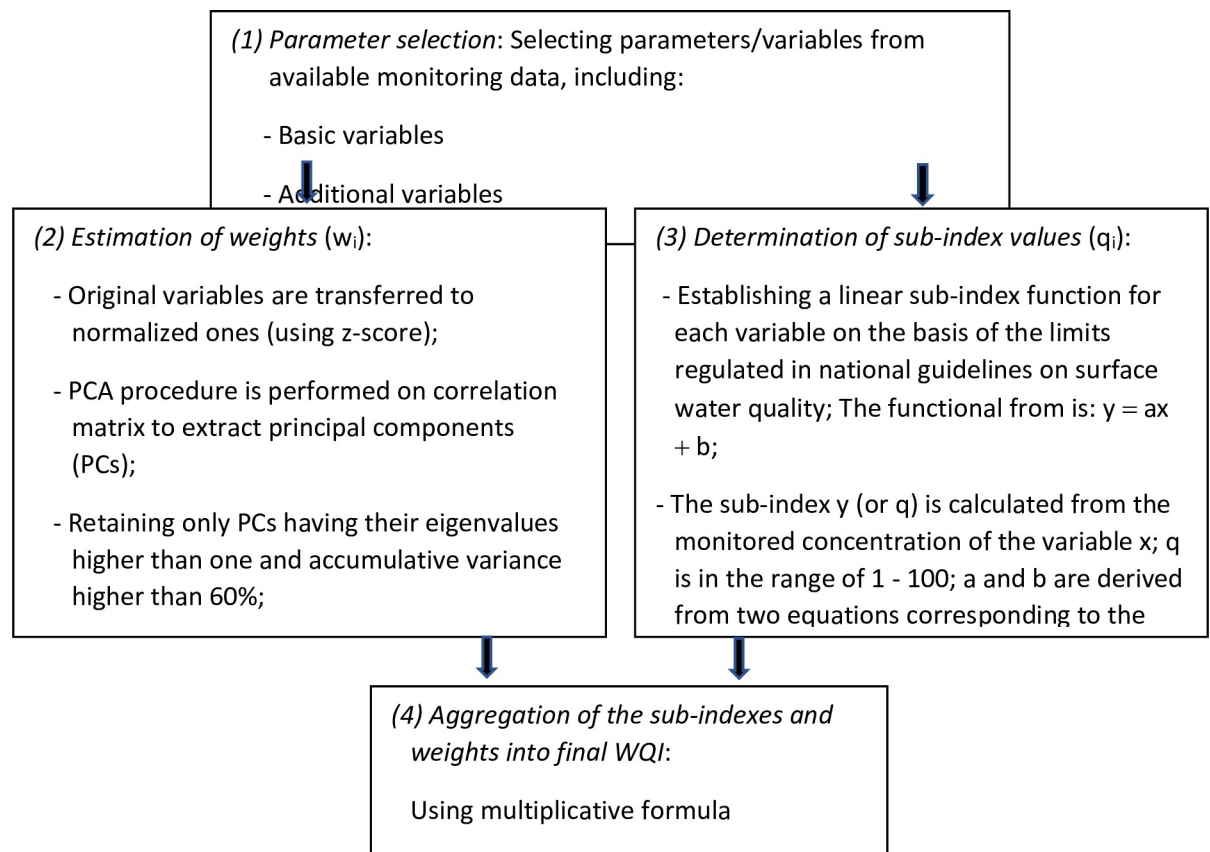 (1) Parameter selection: Selecting parameters/variables from
available monitoring data, including:
- Basic variables
- Additional variables
(2) Estimation of weights (wᵢ):
- Original variables are transferred to
normalized ones (using z-score);
- PCA procedure is performed on correlation
matrix to extract principal components
(PCs);
- Retaining only PCs having their eigenvalues
higher than one and accumulative variance
higher than 60%;
(3) Determination of sub-index values (qᵢ):
- Establishing a linear sub-index function for
each variable on the basis of the limits
regulated in national guidelines on surface
water quality; The functional from is: y = ax
+ b;
- The sub-index y (or q) is calculated from the
monitored concentration of the variable x; q
is in the range of 1 - 100; a and b are derived
from two equations corresponding to the
(4) Aggregation of the sub-indexes and
weights into final WQI:
Using multiplicative formula